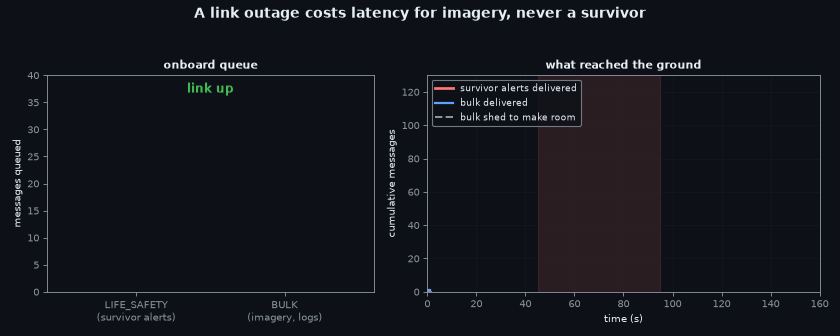 A link outage costs latency for imagery, never a survivor
onboard queue
link up
messages queued
40
35
30
25
20
15
10
5
0
LIFE_SAFETY
(survivor alerts)
BULK
(imagery, logs)
what reached the ground
survivor alerts delivered
bulk delivered
bulk shed to make room
cumulative messages
120
100
80
60
40
20
0
0 20 40 60 80 100 120 140 160
time (s)